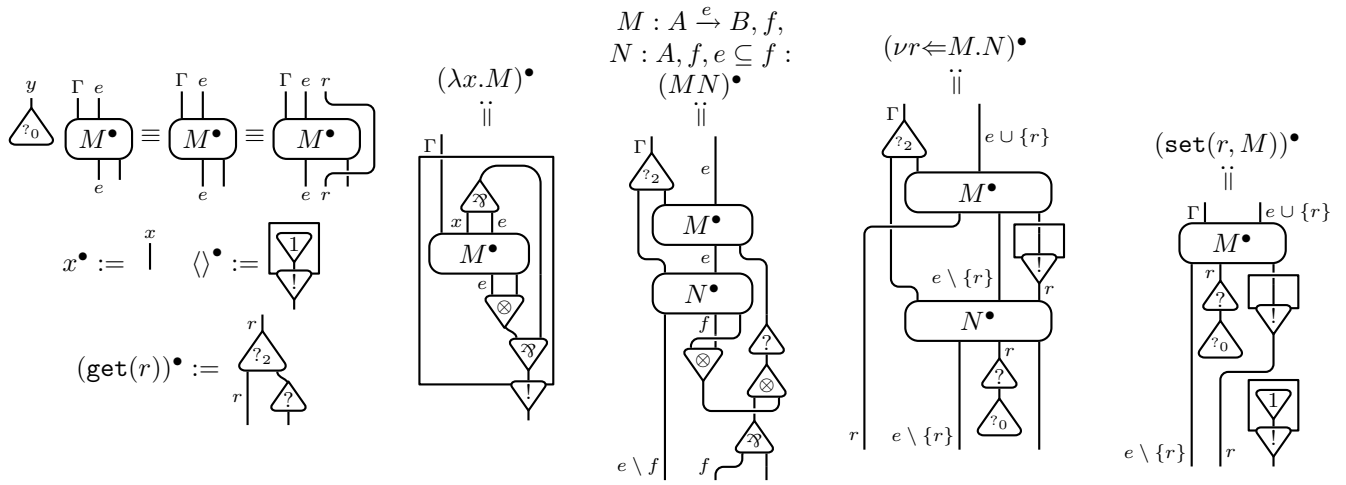 y
?₀
Γ e
M•
e
≡
Γ e
M•
e
≡
Γ e r
M•
e r
x• :=
x
⟨⟩• :=
1
!
(get(r))• :=
r
?₂
r
?
(λx.M)•
:=
Γ
⅋
x e
M•
e
⊗
⅋
!
M : A →ᵉ B, f,
N : A, f, e ⊆ f :
(MN)•
:=
Γ
?₂
e
M•
e
N•
f
⊗
?
⊗
⅋
e \ f
f
(νr⇐M.N)•
:=
Γ
?₂
e ∪ {r}
M•
!
e \ {r}
r
N•
r
?
?₀
r
e \ {r}
(set(r, M))•
:=
Γ
e ∪ {r}
M•
r
?
!
?₀
1
!
e \ {r}
r